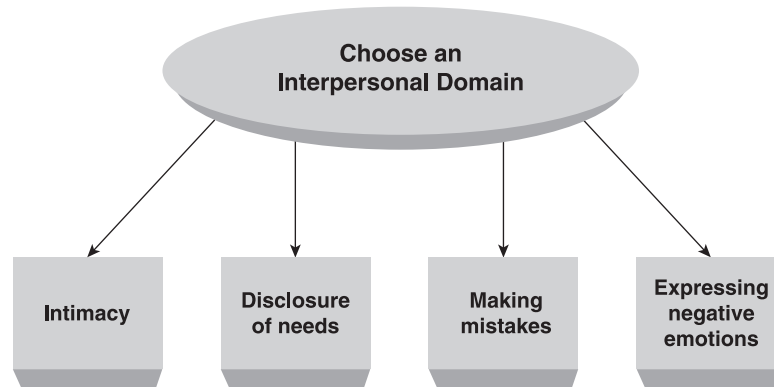 Choose an
Interpersonal Domain
Intimacy
Disclosure
of needs
Making
mistakes
Expressing
negative
emotions